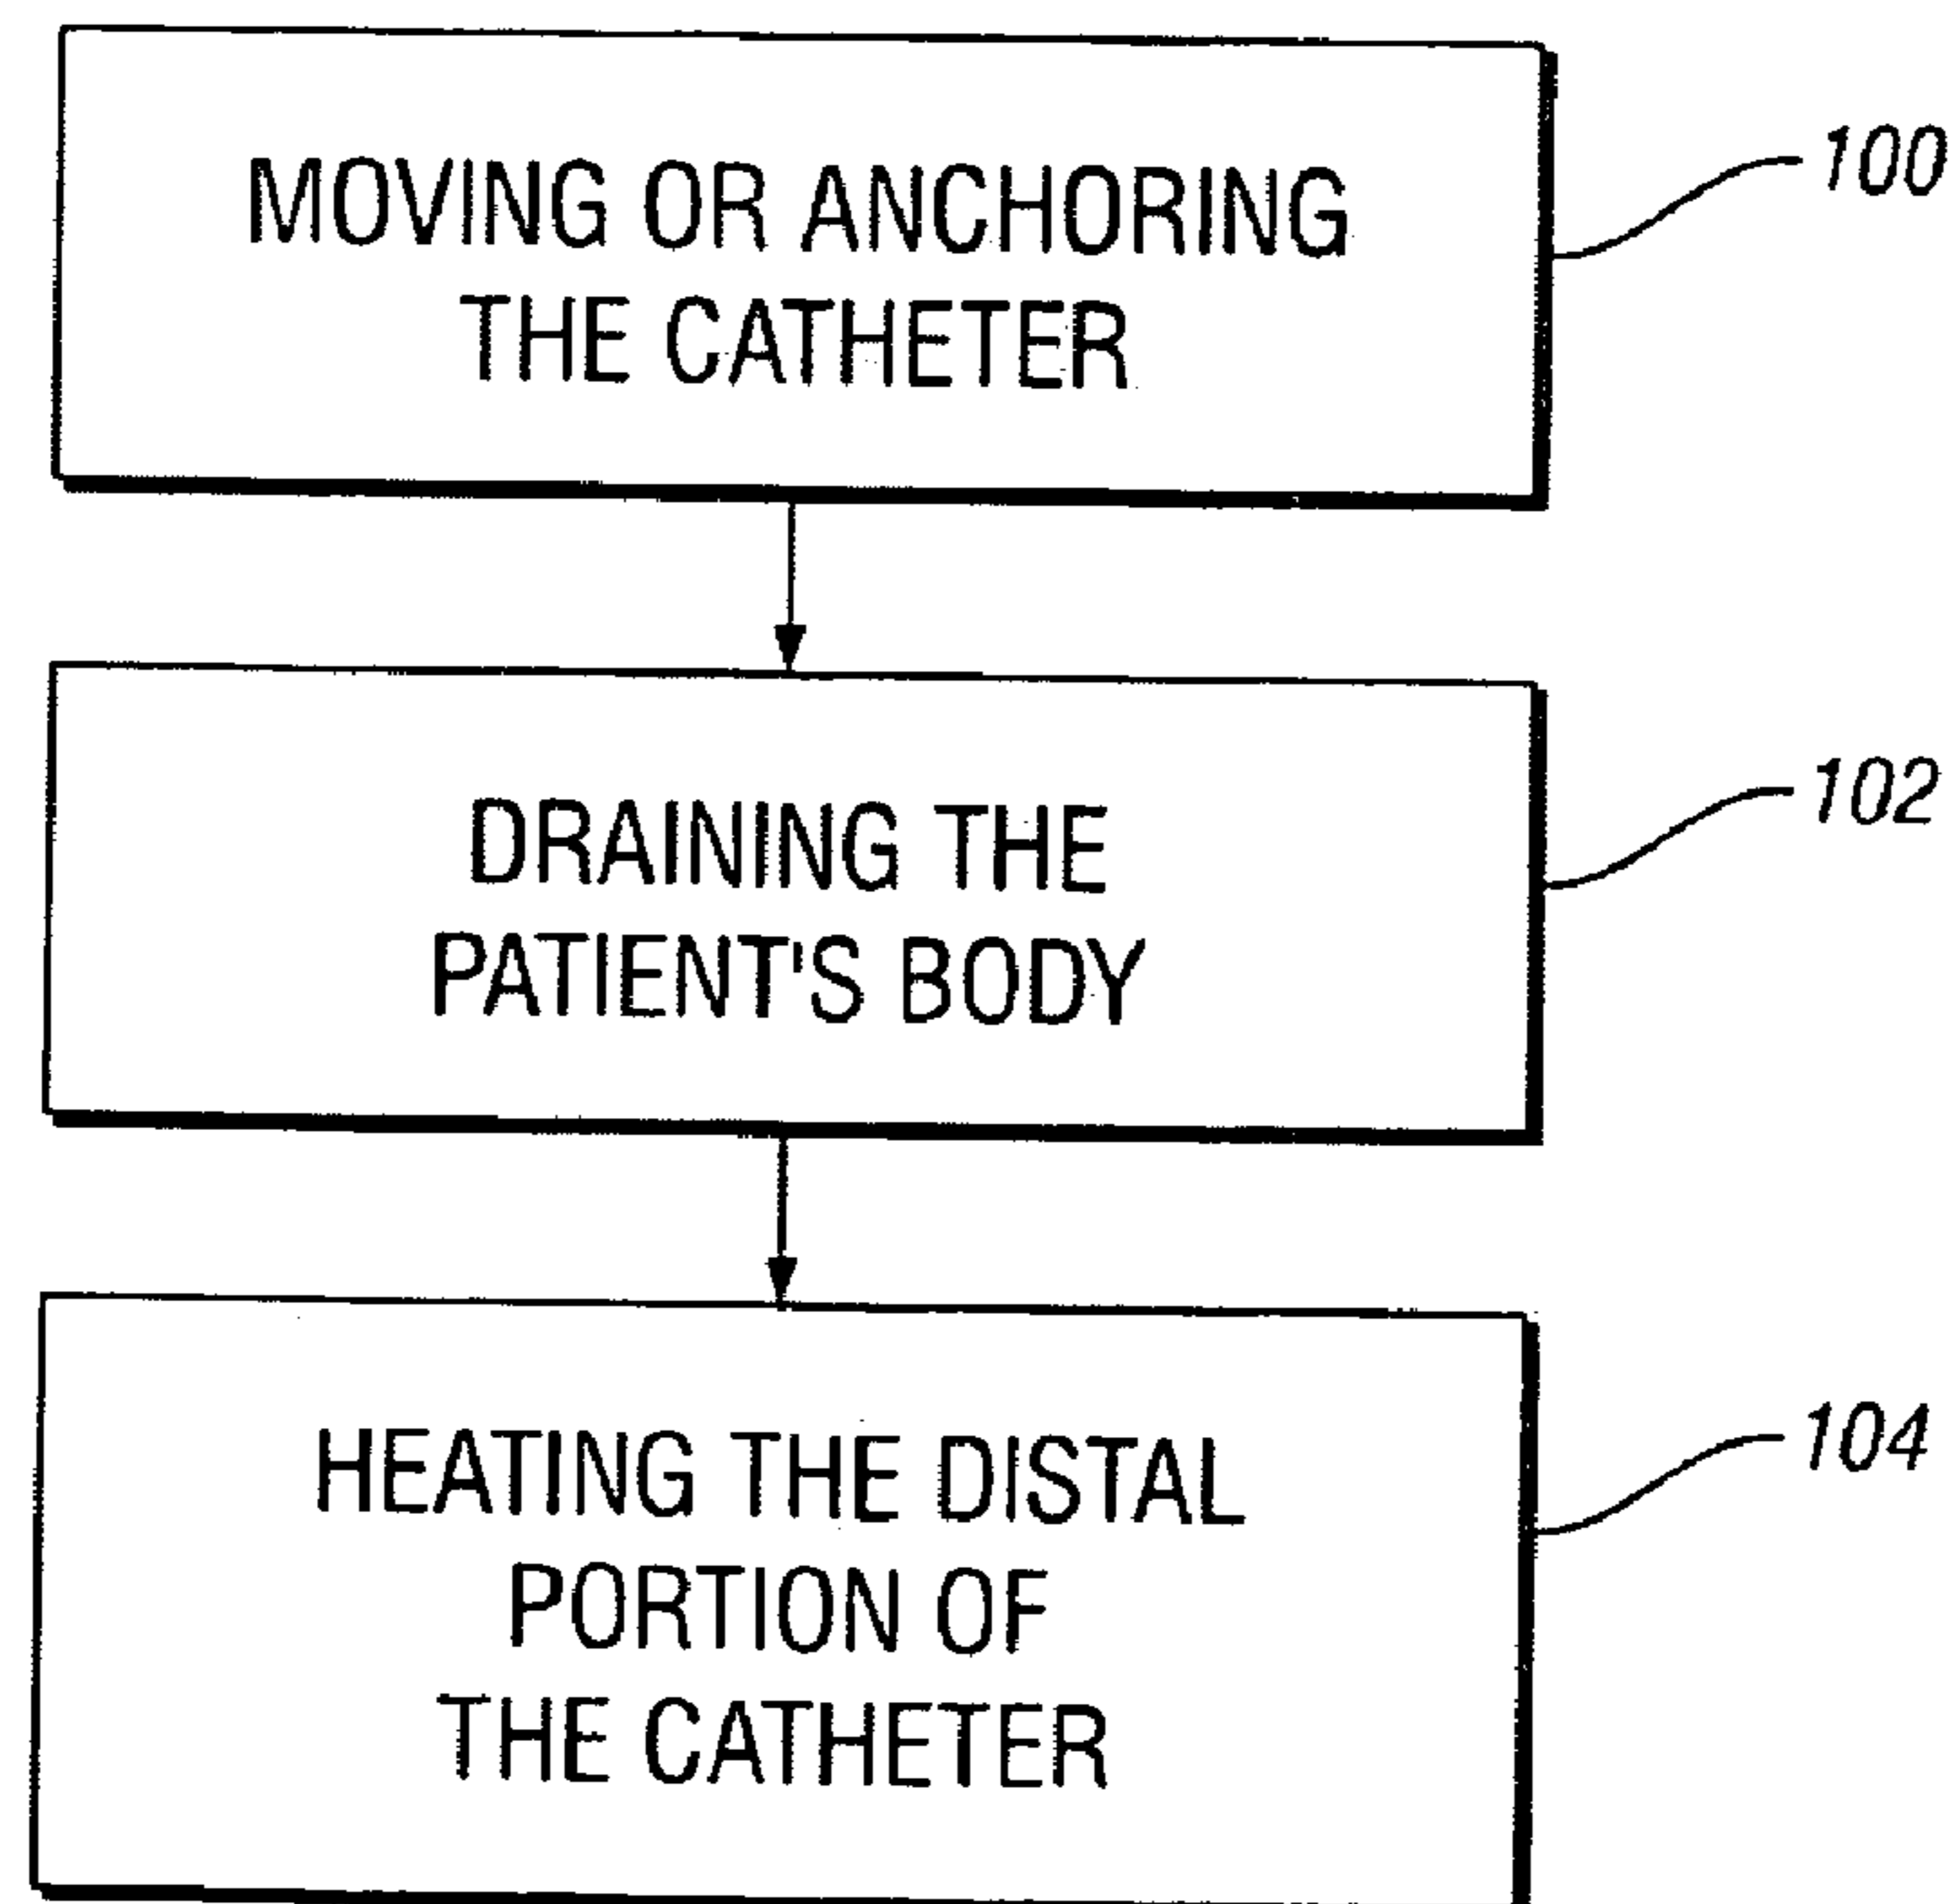 MOVING OR ANCHORING
THE CATHETER
100
DRAINING THE
PATIENT'S BODY
102
HEATING THE DISTAL
PORTION OF
THE CATHETER
104